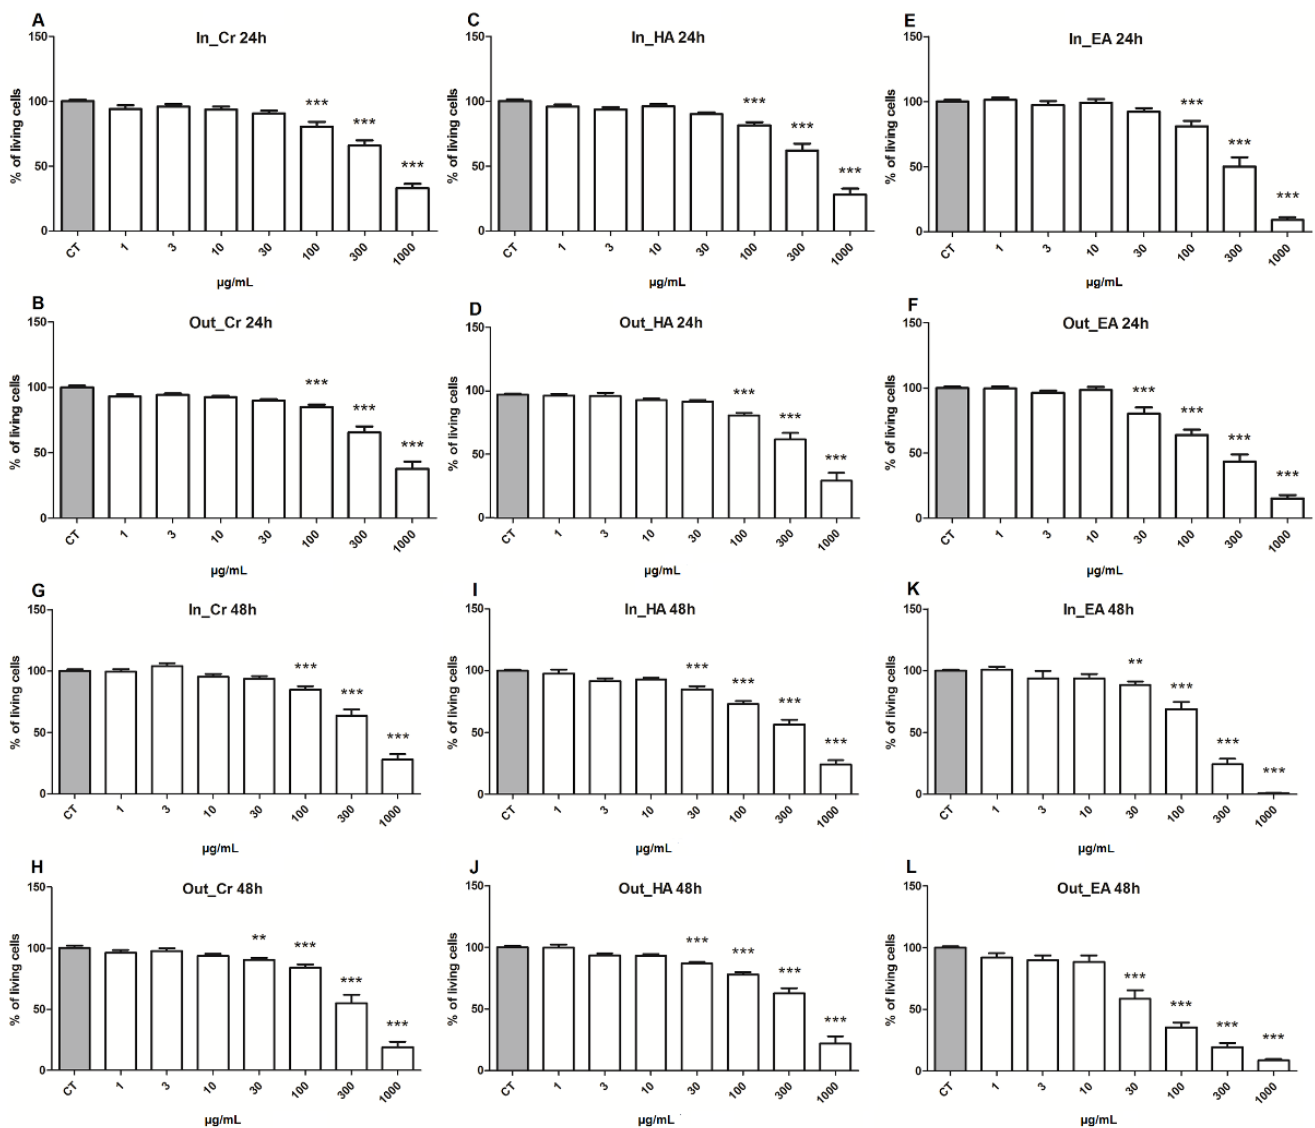 A
In_Cr 24h
% of living cells
150
100
50
0
*** *** ***
CT 1 3 10 30 100 300 1000
µg/mL
C
In_HA 24h
% of living cells
150
100
50
0
*** *** ***
CT 1 3 10 30 100 300 1000
µg/mL
E
In_EA 24h
% of living cells
150
100
50
0
*** *** ***
CT 1 3 10 30 100 300 1000
µg/mL
B
Out_Cr 24h
% of living cells
150
100
50
0
*** *** ***
CT 1 3 10 30 100 300 1000
µg/mL
D
Out_HA 24h
% of living cells
150
100
50
0
*** *** ***
CT 1 3 10 30 100 300 1000
µg/mL
F
Out_EA 24h
% of living cells
150
100
50
0
*** *** *** ***
CT 1 3 10 30 100 300 1000
µg/mL
G
In_Cr 48h
% of living cells
150
100
50
0
*** *** ***
CT 1 3 10 30 100 300 1000
µg/mL
I
In_HA 48h
% of living cells
150
100
50
0
*** *** *** ***
CT 1 3 10 30 100 300 1000
µg/mL
K
In_EA 48h
% of living cells
150
100
50
0
** *** *** ***
CT 1 3 10 30 100 300 1000
µg/mL
H
Out_Cr 48h
% of living cells
150
100
50
0
** *** *** ***
CT 1 3 10 30 100 300 1000
µg/mL
J
Out_HA 48h
% of living cells
150
100
50
0
*** *** *** ***
CT 1 3 10 30 100 300 1000
µg/mL
L
Out_EA 48h
% of living cells
150
100
50
0
*** *** *** ***
CT 1 3 10 30 100 300 1000
µg/mL